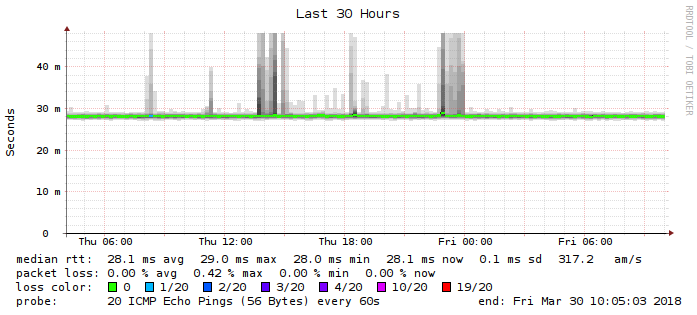 Last 30 Hours
RRDTOOL / TOBI OETIKER
Seconds
40 m
30 m
20 m
10 m
0
Thu 06:00 Thu 12:00 Thu 18:00 Fri 00:00 Fri 06:00
median rtt: 28.1 ms avg 29.0 ms max 28.0 ms min 28.1 ms now 0.1 ms sd 317.2 am/s
packet loss: 0.00 % avg 0.42 % max 0.00 % min 0.00 % now
loss color: 0 1/20 2/20 3/20 4/20 10/20 19/20
probe: 20 ICMP Echo Pings (56 Bytes) every 60s end: Fri Mar 30 10:05:03 2018